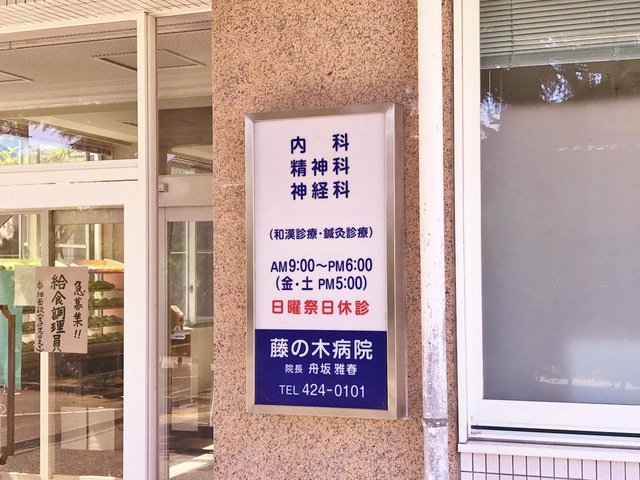 内科
精神科
神経科
(和漢診療・鍼灸診療)
AM9:00〜PM6:00
(金・土 PM5:00)
日曜祭日休診
藤の木病院
院長 舟坂 雅春
TEL 424-0101
急募集!!
給食調理員